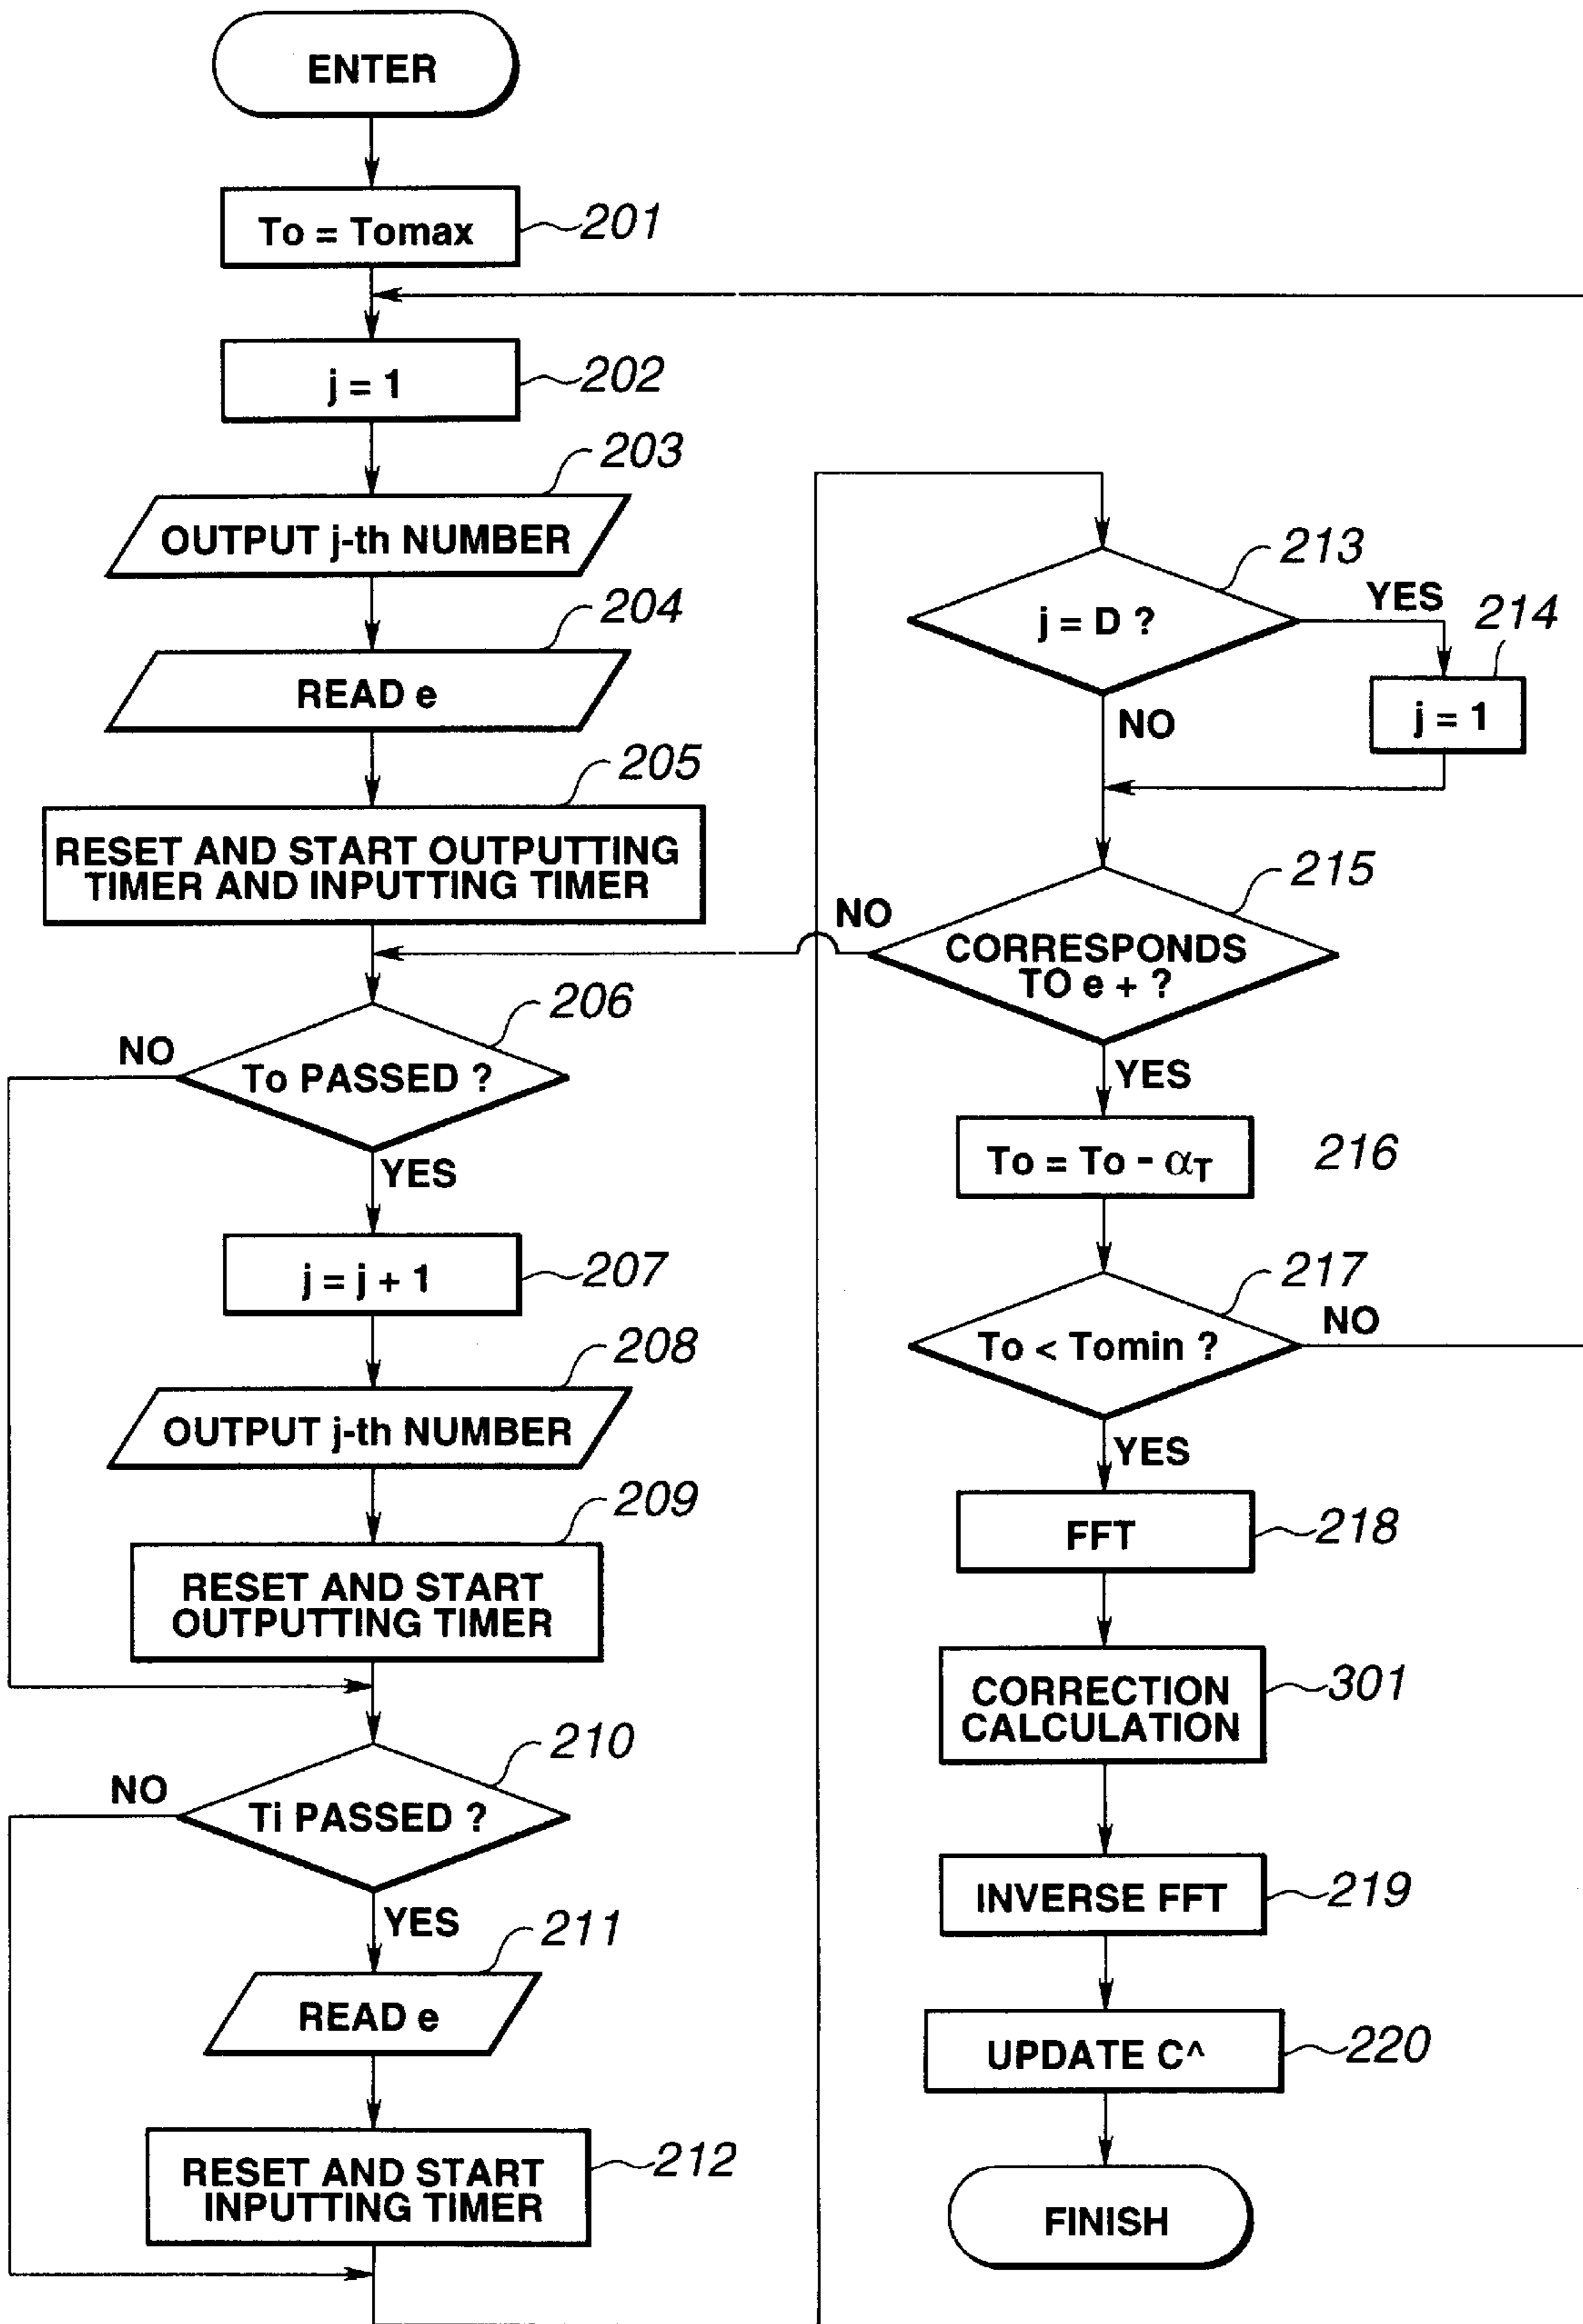 ENTER
To = Tomax
201
j = 1
202
203
OUTPUT j-th NUMBER
204
READ e
205
RESET AND START OUTPUTTING
TIMER AND INPUTTING TIMER
206
NO
To PASSED ?
YES
j = j + 1
207
208
OUTPUT j-th NUMBER
209
RESET AND START
OUTPUTTING TIMER
210
NO
Ti PASSED ?
YES
211
READ e
RESET AND START
INPUTTING TIMER
212
213
j = D ?
YES
214
j = 1
NO
215
NO
CORRESPONDS
TO e + ?
YES
To = To - αT
216
217
To < Tomin ?
NO
YES
FFT
218
CORRECTION
CALCULATION
301
INVERSE FFT
219
UPDATE C^
220
FINISH